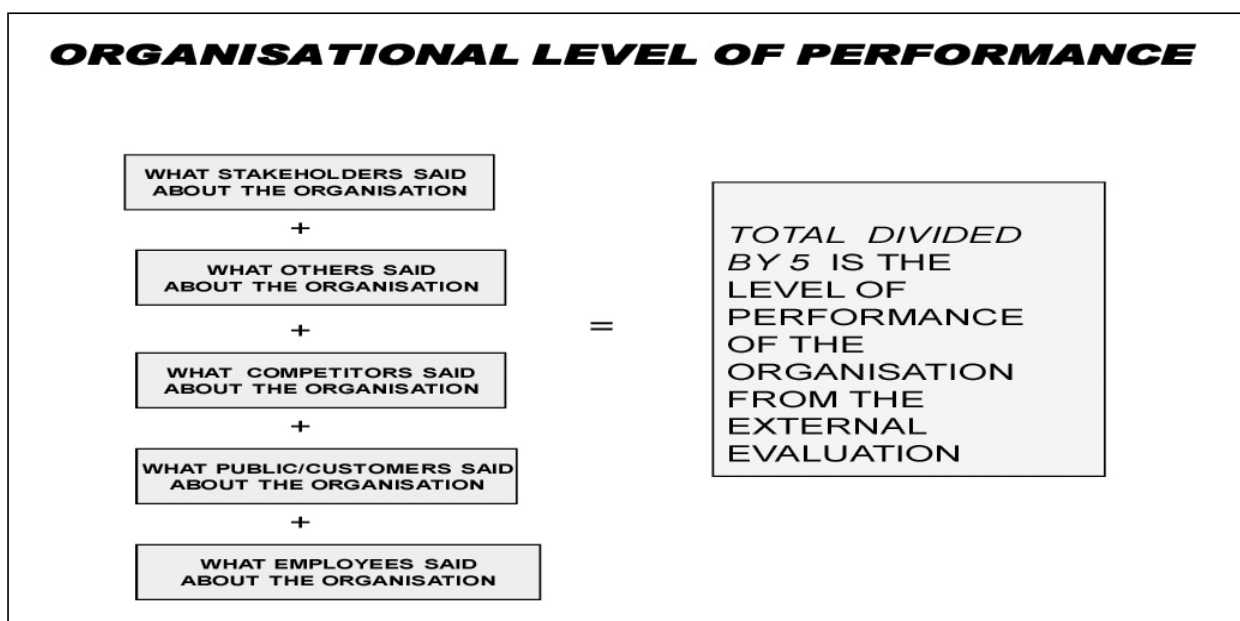 ORGANISATIONAL LEVEL OF PERFORMANCE
WHAT STAKEHOLDERS SAID
ABOUT THE ORGANISATION
+
WHAT OTHERS SAID
ABOUT THE ORGANISATION
+
WHAT COMPETITORS SAID
ABOUT THE ORGANISATION
+
WHAT PUBLIC/CUSTOMERS SAID
ABOUT THE ORGANISATION
+
WHAT EMPLOYEES SAID
ABOUT THE ORGANISATION
=
TOTAL DIVIDED
BY 5 IS THE
LEVEL OF
PERFORMANCE
OF THE
ORGANISATION
FROM THE
EXTERNAL
EVALUATION